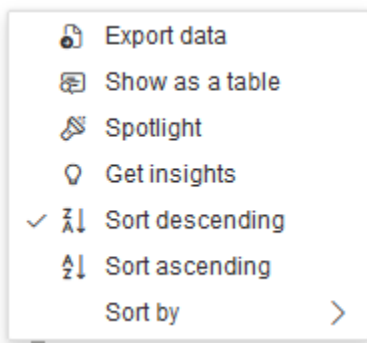 Export data
Show as a table
Spotlight
Get insights
Sort descending
Sort ascending
Sort by